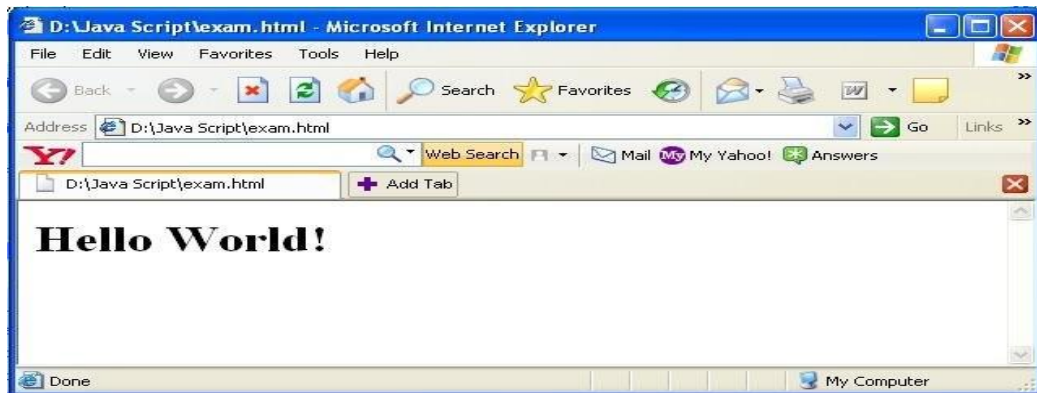 D:\Java Script\exam.html - Microsoft Internet Explorer
File Edit View Favorites Tools Help
Back Search Favorites W »
Address D:\Java Script\exam.html Go Links »
Y! Web Search Mail My My Yahoo! Answers
D:\Java Script\exam.html Add Tab
Hello World!
Done My Computer